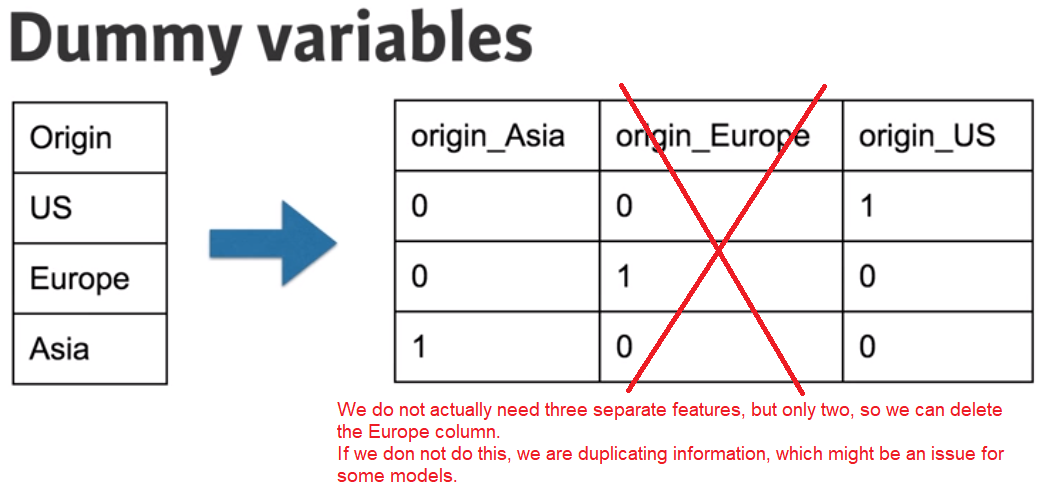 Dummy variables
Origin
US
Europe
Asia
origin_Asia origin_Europe origin_US
0 0 1
0 1 0
1 0 0
We do not actually need three separate features, but only two, so we can delete
the Europe column.
If we don not do this, we are duplicating information, which might be an issue for
some models.